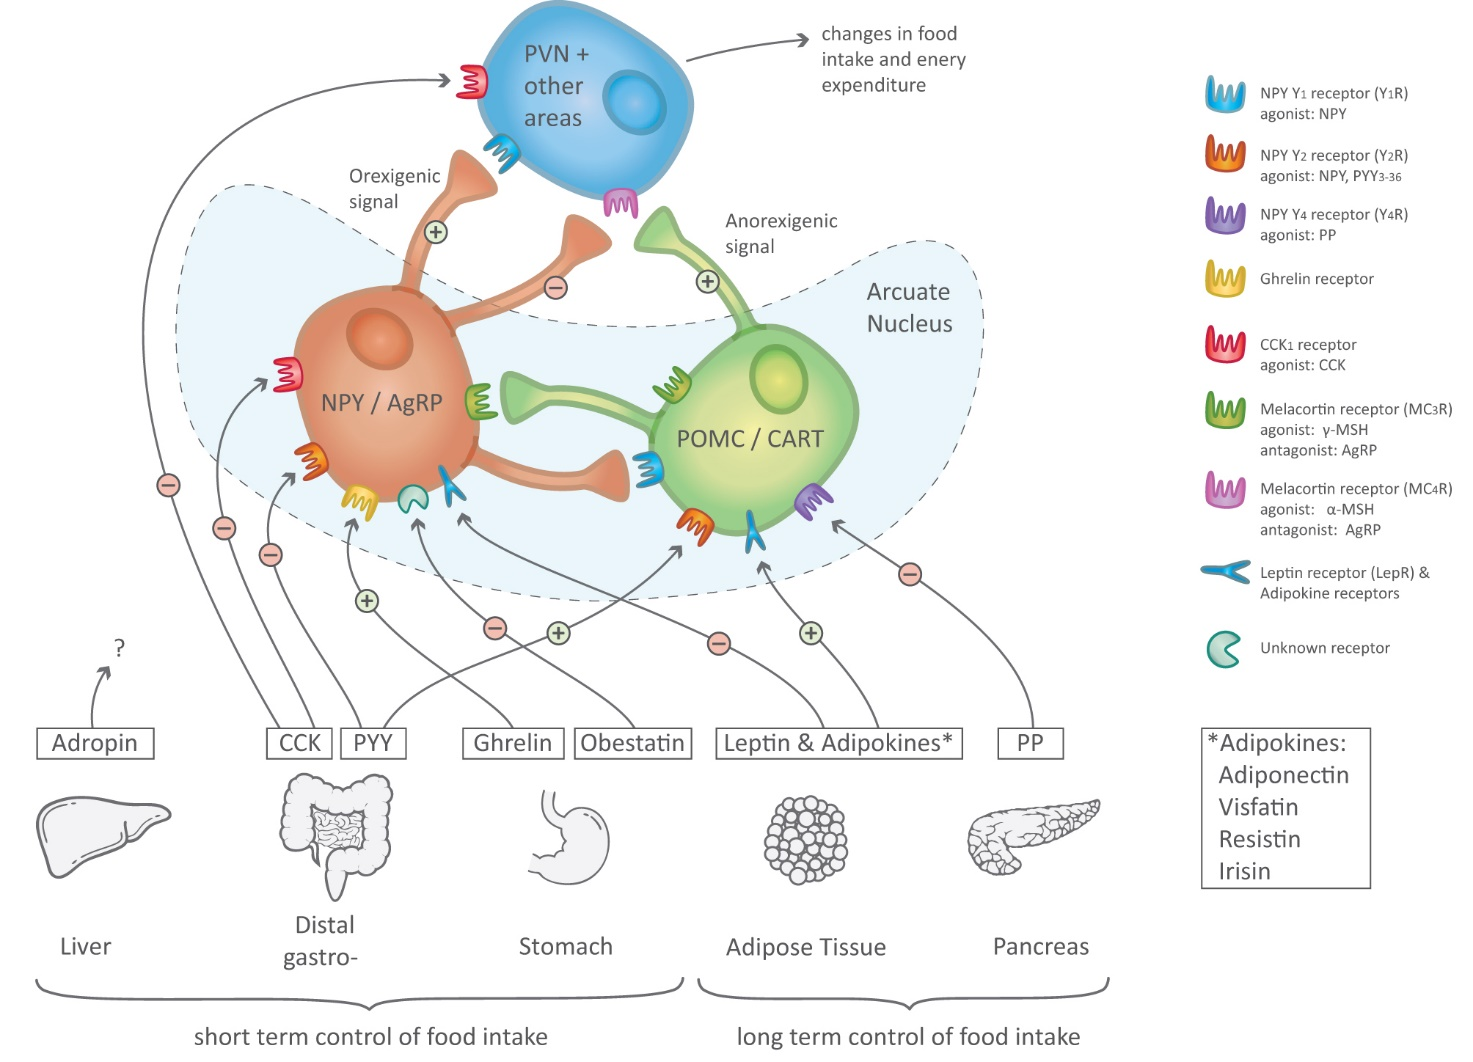 PVN +
other
areas
changes in food
intake and enery
expenditure
Orexigenic
signal
+
−
Anorexigenic
signal
+
Arcuate
Nucleus
NPY / AgRP
POMC / CART
−
−
−
+
−
+
−
+
−
?
Adropin
CCK
PYY
Ghrelin
Obestatin
Leptin & Adipokines*
PP
Liver
Distal
gastro-
Stomach
Adipose Tissue
Pancreas
short term control of food intake
long term control of food intake
NPY Y1 receptor (Y1R)
agonist: NPY
NPY Y2 receptor (Y2R)
agonist: NPY, PYY3-36
NPY Y4 receptor (Y4R)
agonist: PP
Ghrelin receptor
CCK1 receptor
agonist: CCK
Melacortin receptor (MC3R)
agonist: γ-MSH
antagonist: AgRP
Melacortin receptor (MC4R)
agonist: α-MSH
antagonist: AgRP
Leptin receptor (LepR) &
Adipokine receptors
Unknown receptor
*Adipokines:
Adiponectin
Visfatin
Resistin
Irisin